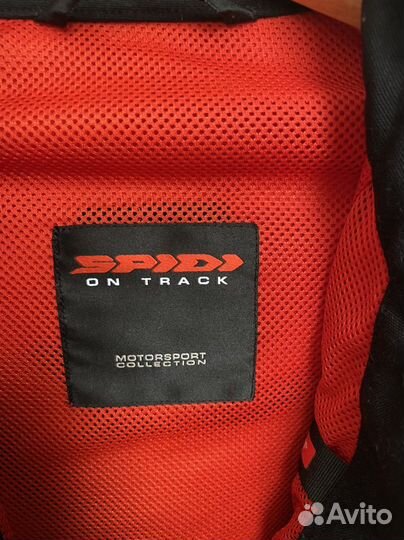 SPIDI
ON TRACK
MOTORSPORT
COLLECTION
Avito